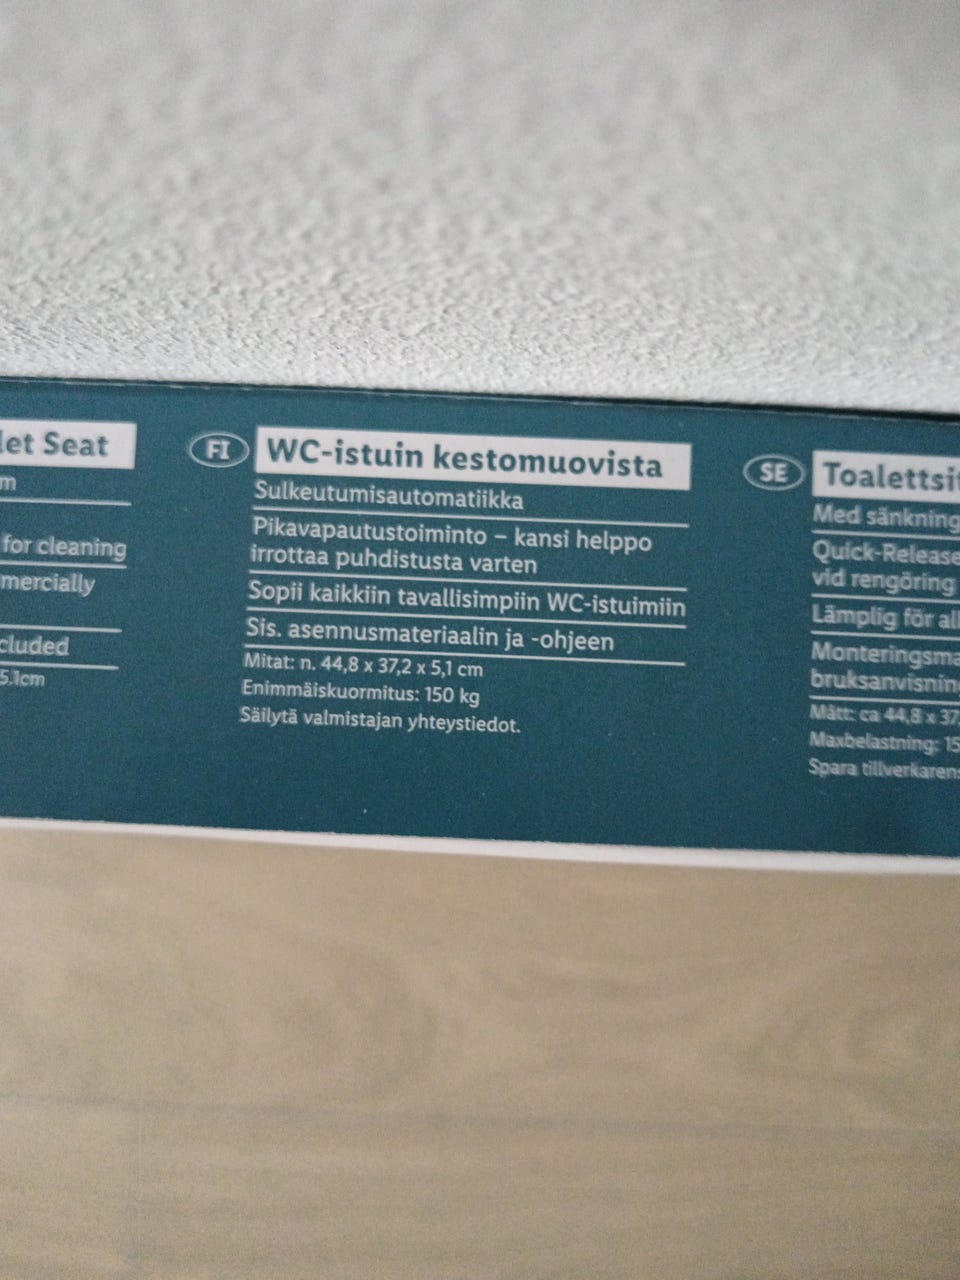 let Seat
m
for cleaning
mercially
cluded
5.1cm
FI
WC-istuin kestomuovista
Sulkeutumisautomatiikka
Pikavapautustoiminto – kansi helppo
irrottaa puhdistusta varten
Sopii kaikkiin tavallisimpiin WC-istuimiin
Sis. asennusmateriaalin ja -ohjeen
Mitat: n. 44,8 x 37,2 x 5,1 cm
Enimmäiskuormitus: 150 kg
Säilytä valmistajan yhteystiedot.
SE
Toalettsit
Med sänkning
Quick-Release
vid rengöring
Lämplig för all
Monteringsma
bruksanvisnin
Mått: ca 44,8 x 37
Maxbelastning: 15
Spara tillverkarens